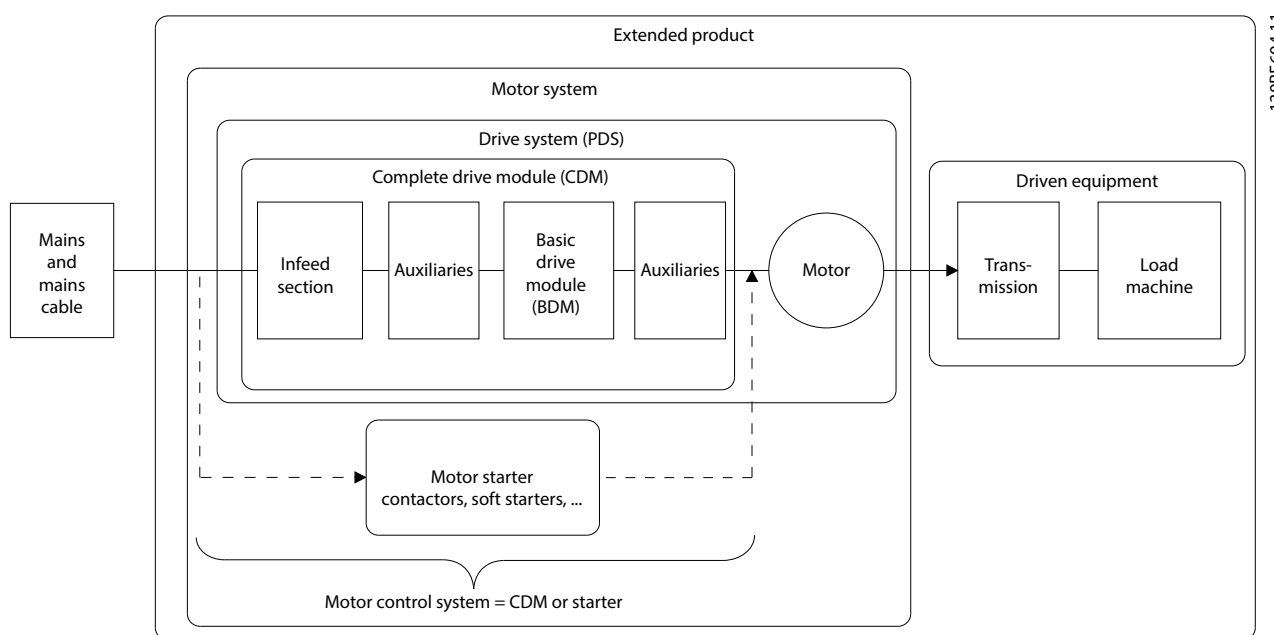 Extended product
Motor system
Drive system (PDS)
Complete drive module (CDM)
Driven equipment
Mains
and
mains
cable
Infeed
section
Auxiliaries
Basic
drive
module
(BDM)
Auxiliaries
Motor
Trans-
mission
Load
machine
Motor starter
contactors, soft starters, ...
Motor control system = CDM or starter